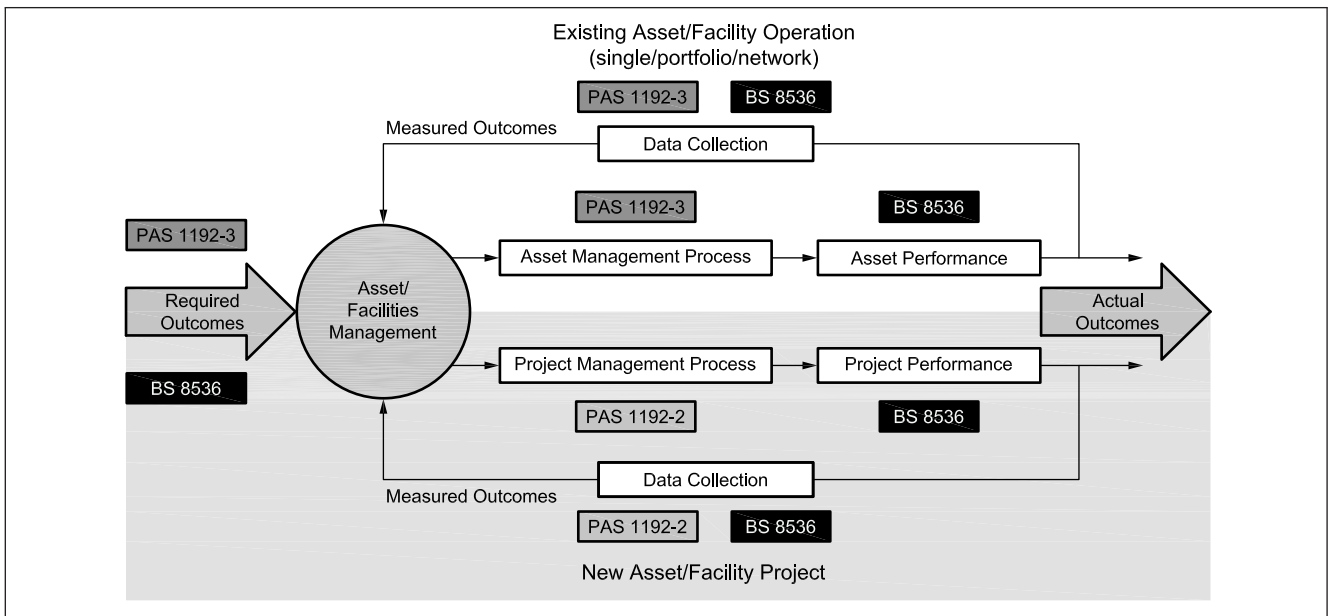 Existing Asset/Facility Operation
(single/portfolio/network)
PAS 1192-3
BS 8536
Measured Outcomes
Data Collection
PAS 1192-3
BS 8536
PAS 1192-3
Asset Management Process
Asset Performance
Required
Outcomes
Asset/
Facilities
Management
Actual
Outcomes
BS 8536
Project Management Process
Project Performance
PAS 1192-2
BS 8536
Measured Outcomes
Data Collection
PAS 1192-2
BS 8536
New Asset/Facility Project